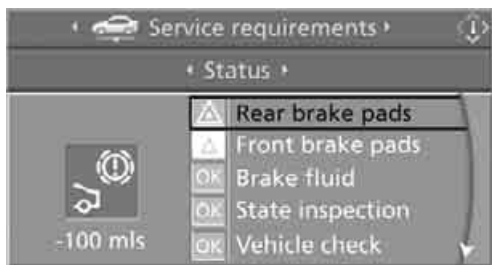 Service requirements
Status
Rear brake pads
Front brake pads
OK Brake fluid
OK State inspection
-100 mls OK Vehicle check